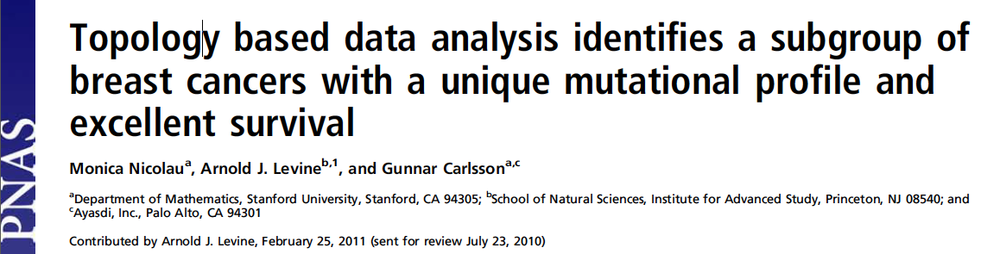 PNAS
Topology based data analysis identifies a subgroup of
breast cancers with a unique mutational profile and
excellent survival
Monica Nicolauᵃ, Arnold J. Levineᵇ,¹, and Gunnar Carlssonᵃ,ᶜ
ᵃDepartment of Mathematics, Stanford University, Stanford, CA 94305; ᵇSchool of Natural Sciences, Institute for Advanced Study, Princeton, NJ 08540; and
ᶜAyasdi, Inc., Palo Alto, CA 94301
Contributed by Arnold J. Levine, February 25, 2011 (sent for review July 23, 2010)